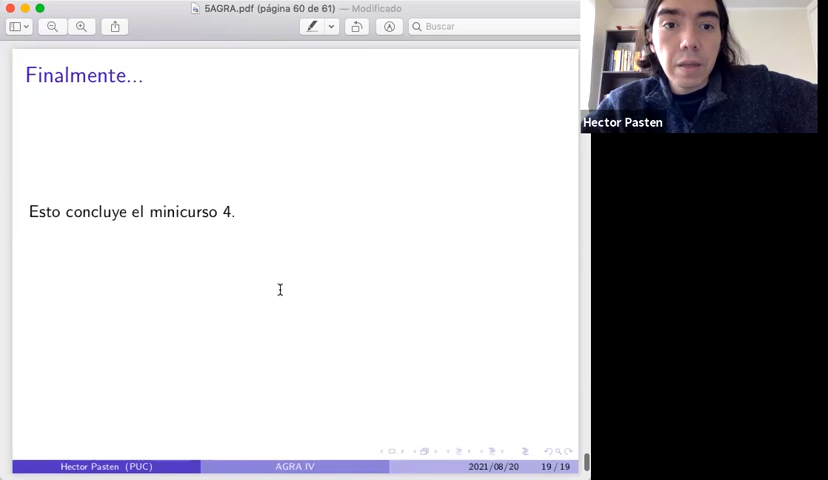 5AGRA.pdf (página 60 de 61) — Modificado
Buscar
Hector Pasten
Finalmente...
Esto concluye el minicurso 4.
Hector Pasten (PUC) AGRA IV 2021/08/20 19 / 19